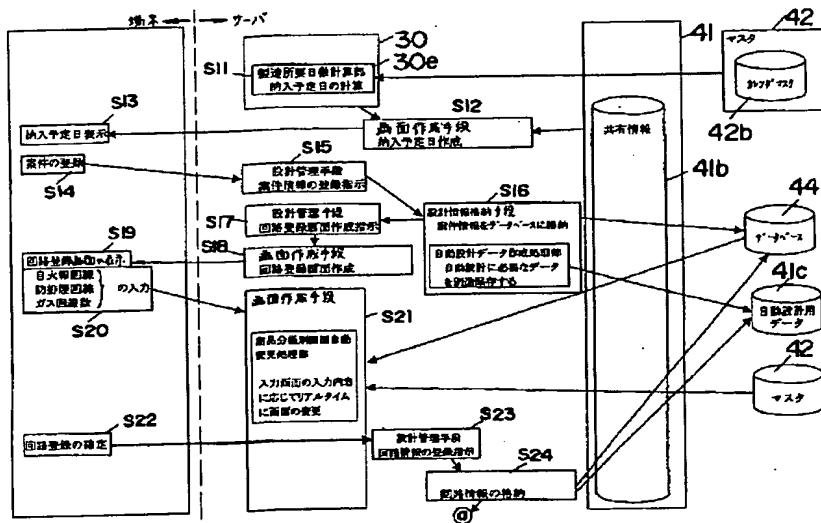 端末
サーバ
30
30e
S11
製造所要日数計算部
納入予定日の計算
41
42
マスタ
カレンダマスタ
42b
S13
納入予定日表示
S12
画面作成手段
納入予定日作成
共有情報
案件の登録
S14
S15
設計管理手段
案件情報の登録指示
41b
S16
設計情報格納手段
案件情報をデータベースに格納
自動設計データ作成処理部
自動設計に必要なデータ
を別途保存する
44
データベース
S17
設計管理手段
回路登録画面作成指示
S18
画面作成手段
回路登録画面作成
S19
回路登録画面の表示
自火報回線
防排煙回線
ガス回線数
の入力
S20
画面作成手段
S21
商品分類別画面自動
変更処理部
入力画面の入力内容
に応じてリアルタイム
に画面の変更
41c
自動設計用
データ
42
マスタ
S22
回路登録の確定
S23
設計管理手段
回路情報の登録指示
S24
回路情報の格納
ⓐ